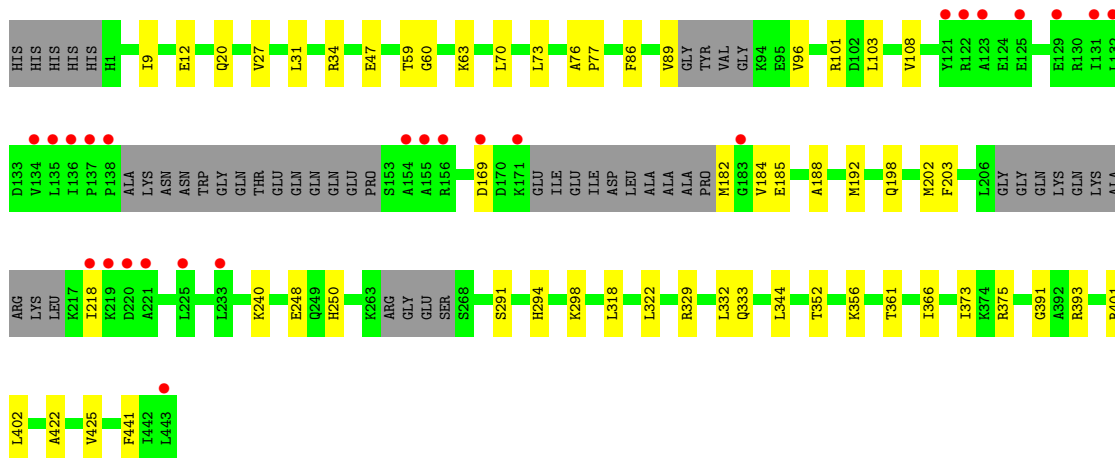 HIS HIS HIS HIS HIS H1 I9 E12 Q20 V27 L31 R34 E47 T59 G60 K63 L70 L73 A76 P77 F86 V89 GLY TYR VAL GLY K94 E95 V96 R101 D102 L103 V108 Y121 R122 A123 E124 E125 E129 R130 I131 L132
D133 V134 L135 I136 P137 P138 ALA LYS ASN ASN TRP GLY GLN THR GLU GLN GLN GLN GLU PRO S153 A154 A155 R156 D169 D170 K171 GLU ILE GLU ILE ASP LEU ALA ALA ALA PRO M182 G183 V184 E185 A188 M192 Q198 M202 F203 L206 GLY GLY GLN LYS GLN LYS ALA
ARG LYS LEU K217 I218 K219 D220 A221 L225 L233 K240 E248 Q249 H250 K263 ARG GLY GLU SER S268 S291 H294 K298 L318 L322 R329 L332 Q333 L344 T352 K356 T361 I366 I373 K374 R375 G391 A392 R393
L402 A422 V425 F441 I442 L443